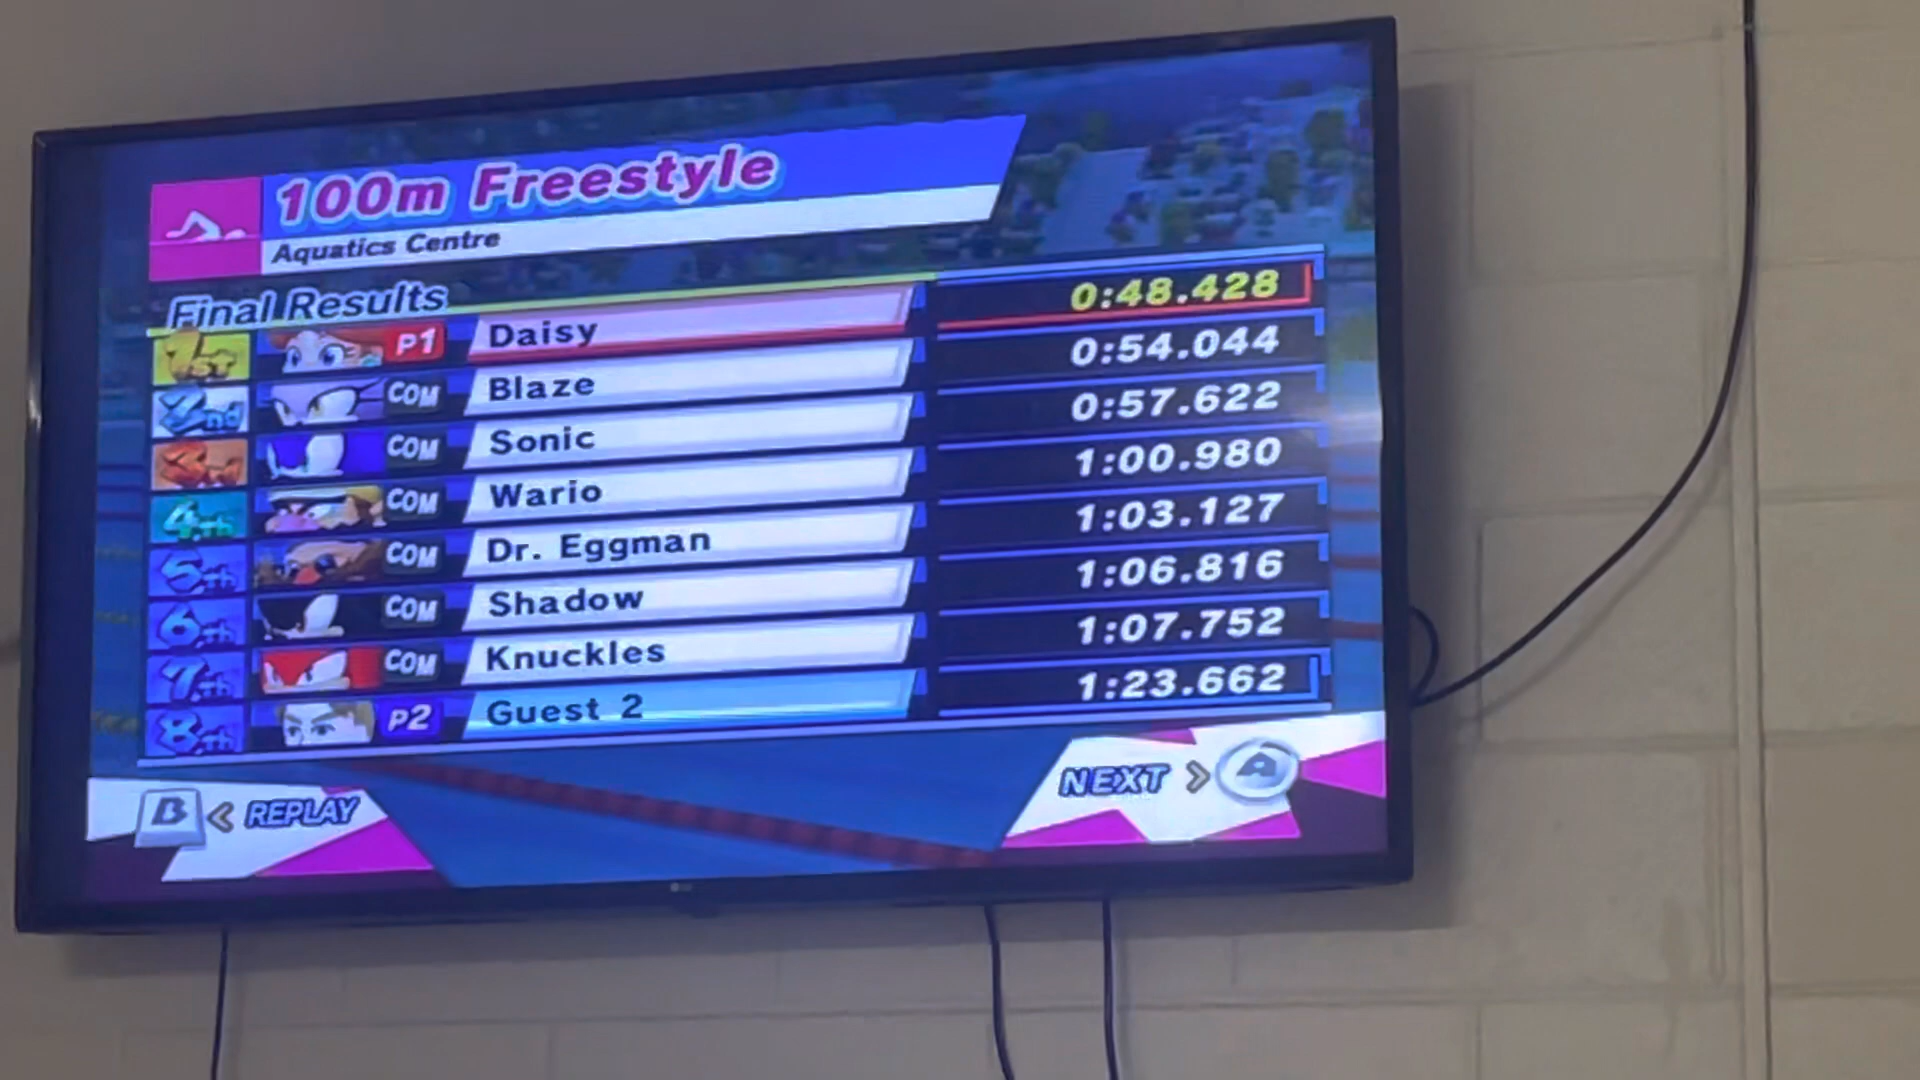 100m Freestyle
Aquatics Centre
Final Results
1st P1 Daisy 0:48.428
2nd COM Blaze 0:54.044
COM Sonic 0:57.622
4th COM Wario 1:00.980
5th COM Dr. Eggman 1:03.127
6th COM Shadow 1:06.816
7th COM Knuckles 1:07.752
8th P2 Guest 2 1:23.662
B < REPLAY
NEXT > A